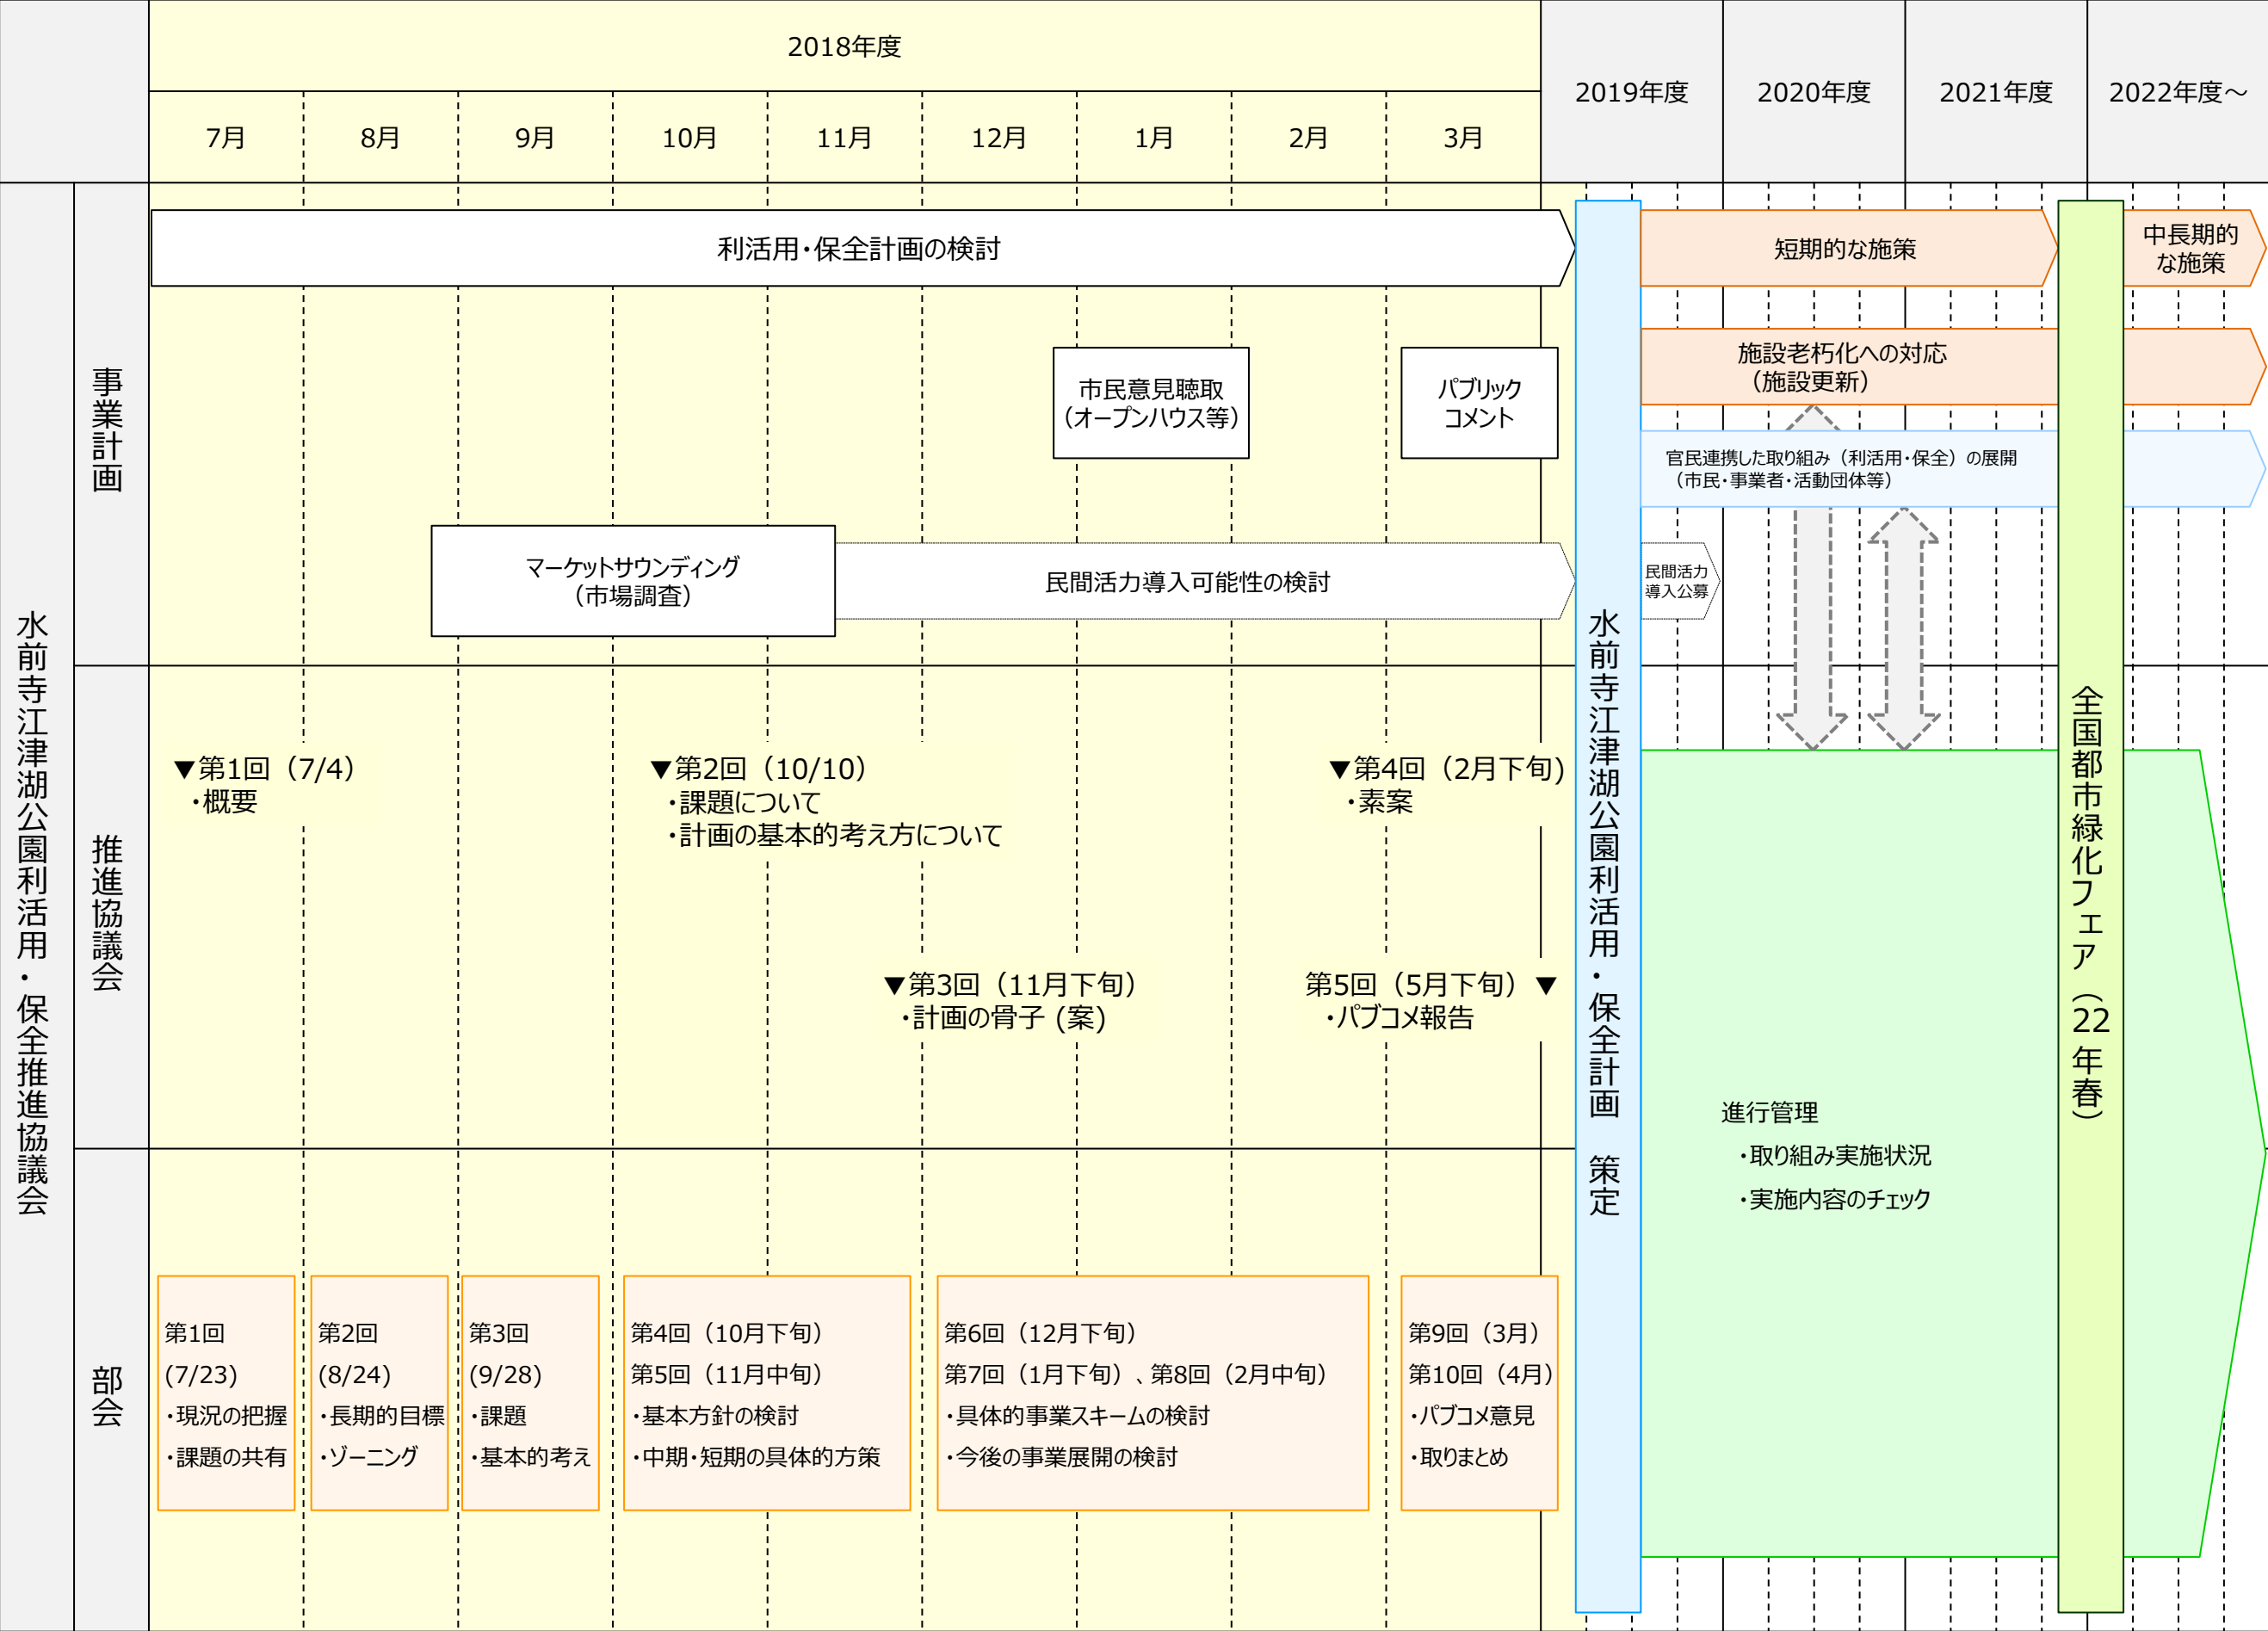 2018年度
2019年度
2020年度
2021年度
2022年度～
7月
8月
9月
10月
11月
12月
1月
2月
3月
水前寺江津湖公園利活用・保全推進協議会
事業計画
利活用・保全計画の検討
短期的な施策
中長期的
な施策
施設老朽化への対応
（施設更新）
市民意見聴取
（オープンハウス等）
パブリック
コメント
官民連携した取り組み（利活用・保全）の展開
（市民・事業者・活動団体等）
マーケットサウンディング
（市場調査）
民間活力導入可能性の検討
民間活力
導入公募
水前寺江津湖公園利活用・保全計画　策定
全国都市緑化フェア（22年春）
推進協議会
▼第1回（7/4）
・概要
▼第2回（10/10）
・課題について
・計画の基本的考え方について
▼第4回（2月下旬)
・素案
▼第3回（11月下旬）
・計画の骨子 (案)
第5回（5月下旬）▼
・パブコメ報告
進行管理
・取り組み実施状況
・実施内容のチェック
部会
第1回
(7/23)
・現況の把握
・課題の共有
第2回
(8/24)
・長期的目標
・ゾーニング
第3回
(9/28)
・課題
・基本的考え
第4回（10月下旬）
第5回（11月中旬）
・基本方針の検討
・中期・短期の具体的方策
第6回（12月下旬）
第7回（1月下旬）、第8回（2月中旬）
・具体的事業スキームの検討
・今後の事業展開の検討
第9回（3月）
第10回（4月）
・パブコメ意見
・取りまとめ